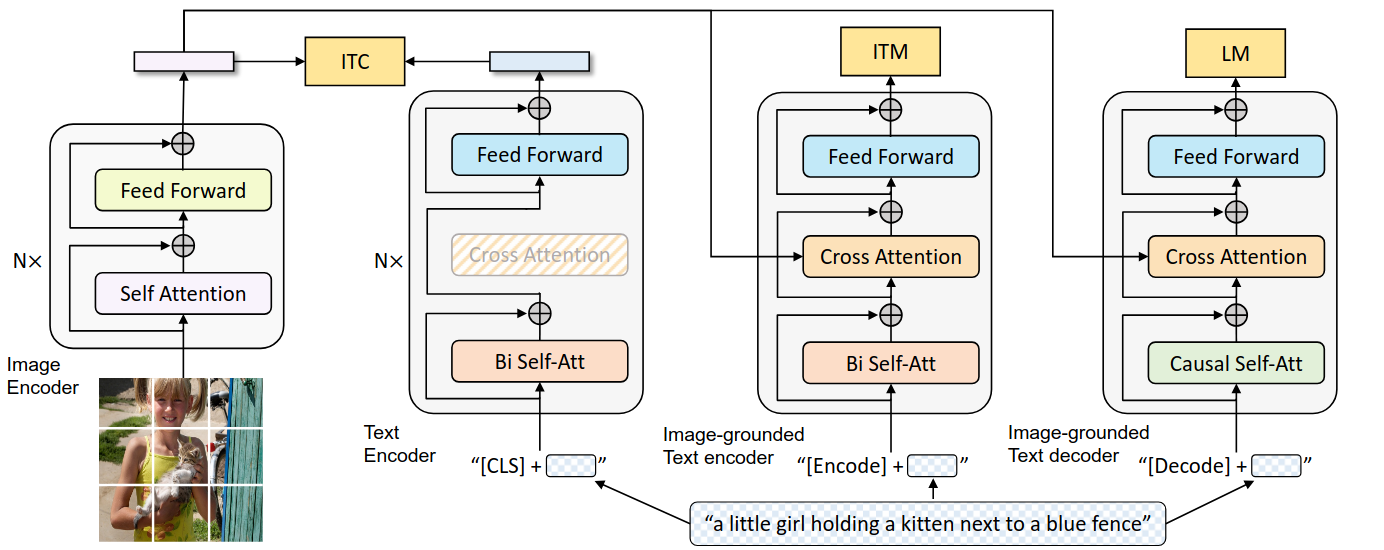 ITC
ITM
LM
N×
Feed Forward
Self Attention
Image
Encoder
N×
Feed Forward
Cross Attention
Bi Self-Att
Text
Encoder
“[CLS] + ”
Feed Forward
Cross Attention
Bi Self-Att
Image-grounded
Text encoder
“[Encode] + ”
Feed Forward
Cross Attention
Causal Self-Att
Image-grounded
Text decoder
“[Decode] + ”
“a little girl holding a kitten next to a blue fence”